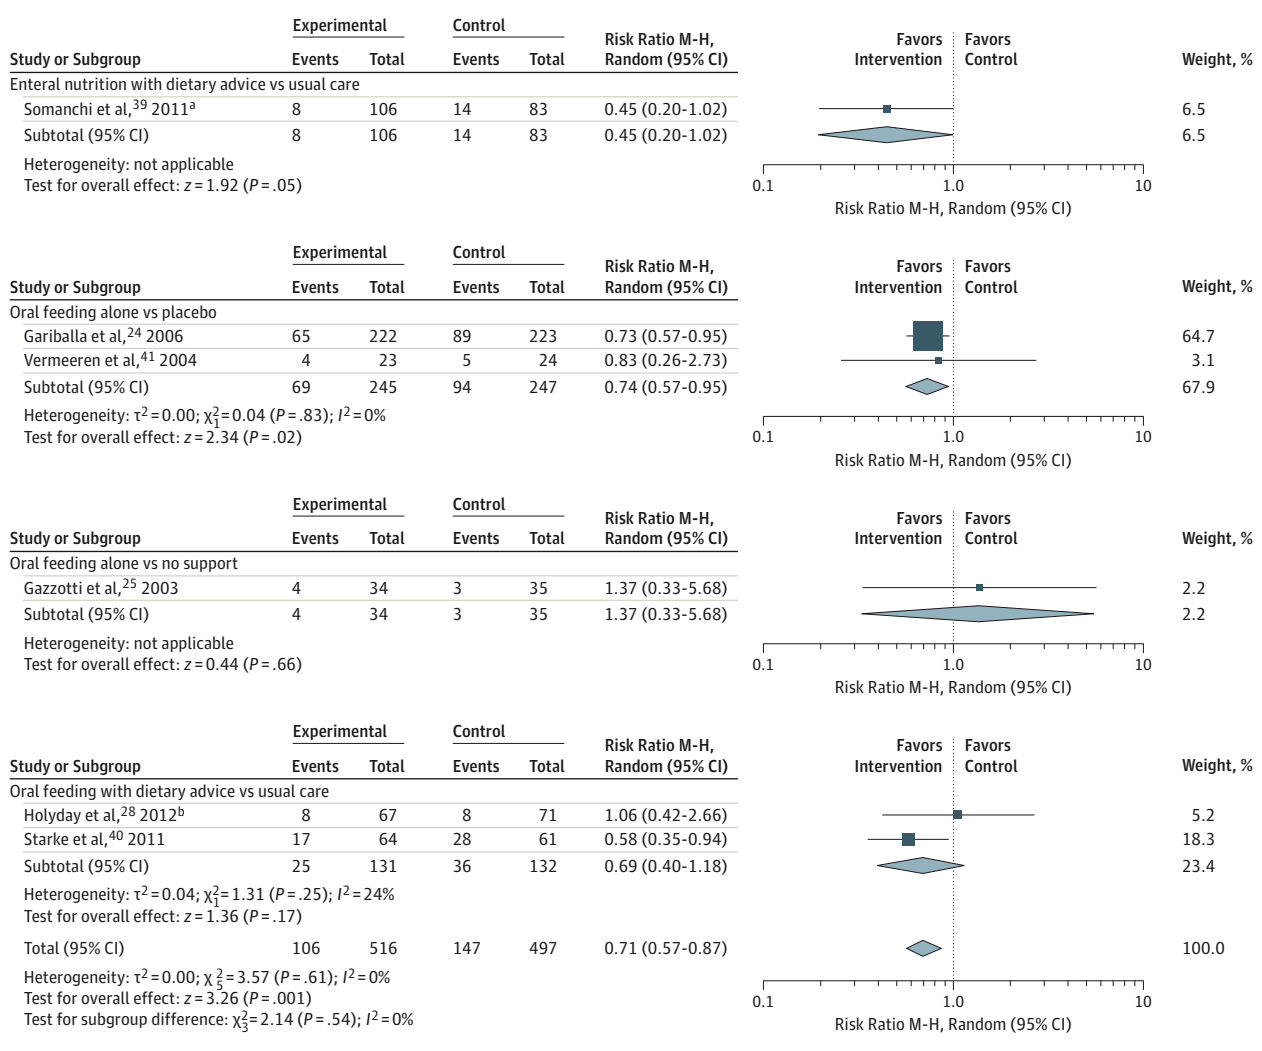 Experimental Control
Risk Ratio M-H, Favors Favors
Study or Subgroup Events Total Events Total Random (95% CI) Intervention Control Weight, %
Enteral nutrition with dietary advice vs usual care
Somanchi et al,39 2011a 8 106 14 83 0.45 (0.20-1.02) 6.5
Subtotal (95% CI) 8 106 14 83 0.45 (0.20-1.02) 6.5
Heterogeneity: not applicable
Test for overall effect: z = 1.92 (P = .05)
0.1 1.0 10
Risk Ratio M-H, Random (95% CI)
Experimental Control
Risk Ratio M-H, Favors Favors
Study or Subgroup Events Total Events Total Random (95% CI) Intervention Control Weight, %
Oral feeding alone vs placebo
Gariballa et al,24 2006 65 222 89 223 0.73 (0.57-0.95) 64.7
Vermeeren et al,41 2004 4 23 5 24 0.83 (0.26-2.73) 3.1
Subtotal (95% CI) 69 245 94 247 0.74 (0.57-0.95) 67.9
Heterogeneity: τ2 = 0.00; χ21 = 0.04 (P = .83); I2 = 0%
Test for overall effect: z = 2.34 (P = .02)
0.1 1.0 10
Risk Ratio M-H, Random (95% CI)
Experimental Control
Risk Ratio M-H, Favors Favors
Study or Subgroup Events Total Events Total Random (95% CI) Intervention Control Weight, %
Oral feeding alone vs no support
Gazzotti et al,25 2003 4 34 3 35 1.37 (0.33-5.68) 2.2
Subtotal (95% CI) 4 34 3 35 1.37 (0.33-5.68) 2.2
Heterogeneity: not applicable
Test for overall effect: z = 0.44 (P = .66)
0.1 1.0 10
Risk Ratio M-H, Random (95% CI)
Experimental Control
Risk Ratio M-H, Favors Favors
Study or Subgroup Events Total Events Total Random (95% CI) Intervention Control Weight, %
Oral feeding with dietary advice vs usual care
Holyday et al,28 2012b 8 67 8 71 1.06 (0.42-2.66) 5.2
Starke et al,40 2011 17 64 28 61 0.58 (0.35-0.94) 18.3
Subtotal (95% CI) 25 131 36 132 0.69 (0.40-1.18) 23.4
Heterogeneity: τ2 = 0.04; χ21 = 1.31 (P = .25); I2 = 24%
Test for overall effect: z = 1.36 (P = .17)
Total (95% CI) 106 516 147 497 0.71 (0.57-0.87) 100.0
Heterogeneity: τ2 = 0.00; χ25 = 3.57 (P = .61); I2 = 0%
Test for overall effect: z = 3.26 (P = .001)
Test for subgroup difference: χ23 = 2.14 (P = .54); I2 = 0%
0.1 1.0 10
Risk Ratio M-H, Random (95% CI)